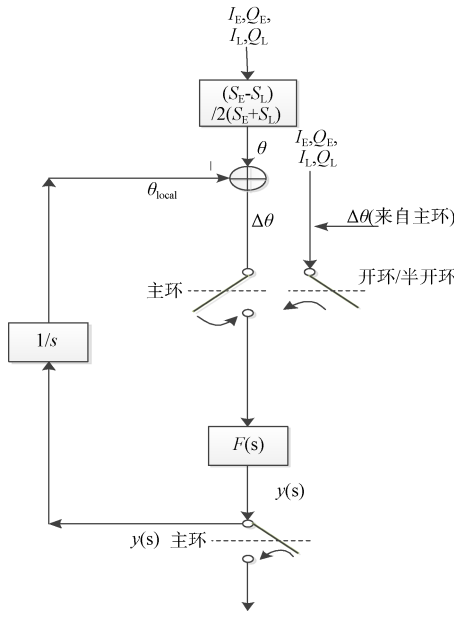 I_E,Q_E,
I_L,Q_L
(S_E-S_L)
/2(S_E+S_L)
θ
I_E,Q_E,
I_L,Q_L
θ_local
Δθ
Δθ(来自主环)
主环
开环/半开环
1/s
F(s)
y(s)
y(s) 主环